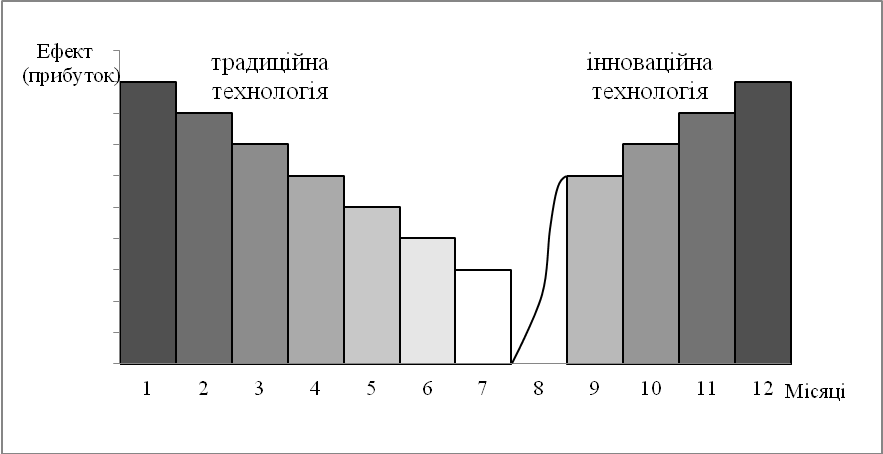 Ефект
(прибуток)
традиційна
технологія
інноваційна
технологія
1 2 3 4 5 6 7 8 9 10 11 12 Місяці